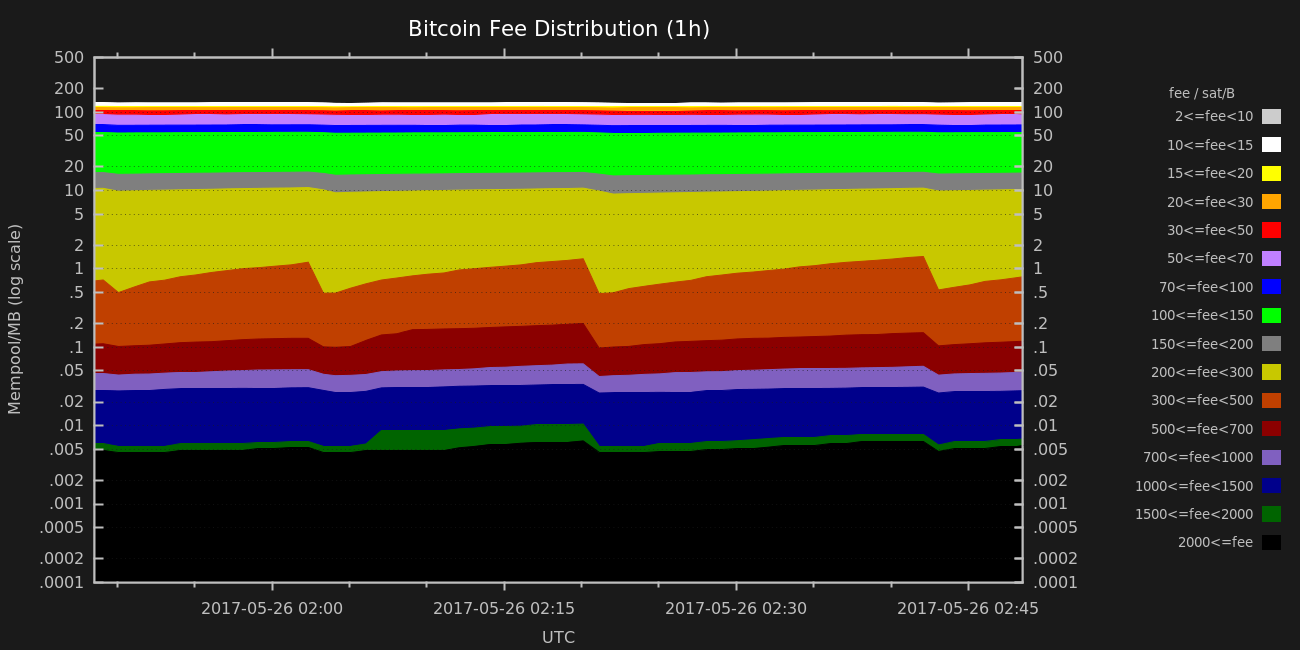 Bitcoin Fee Distribution (1h)
500 500
200 200
100 100
50 50
20 20
10 10
5 5
2 2
1 1
.5 .5
.2 .2
.1 .1
.05 .05
.02 .02
.01 .01
.005 .005
.002 .002
.001 .001
.0005 .0005
.0002 .0002
.0001 .0001
Mempool/MB (log scale)
2017-05-26 02:00 2017-05-26 02:15 2017-05-26 02:30 2017-05-26 02:45
UTC
fee / sat/B
2<=fee<10
10<=fee<15
15<=fee<20
20<=fee<30
30<=fee<50
50<=fee<70
70<=fee<100
100<=fee<150
150<=fee<200
200<=fee<300
300<=fee<500
500<=fee<700
700<=fee<1000
1000<=fee<1500
1500<=fee<2000
2000<=fee